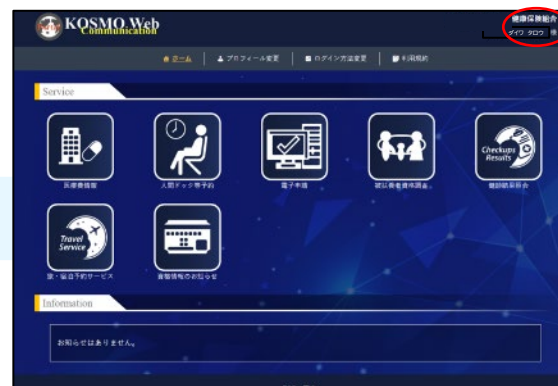 KOSMO Web
Communication
健康保険組合
ダイワ タロウ 様
ホーム
プロフィール変更
ログイン方法変更
利用規約
Service
医療費情報
人間ドック等予約
電子申請
被扶養者資格調査
Checkups
Results
健診結果照会
Travel
Service
旅・宿泊予約サービス
資格情報のお知らせ
Information
お知らせはありません。